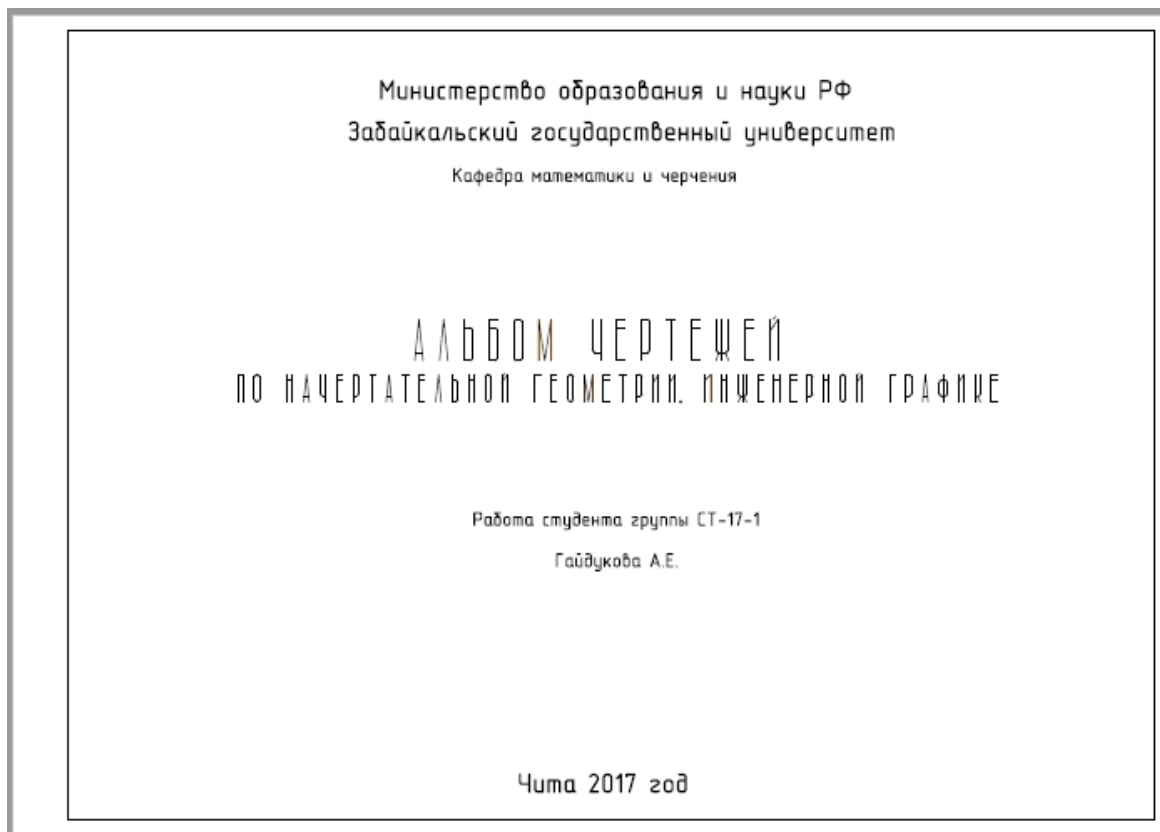 Министерство образования и науки РФ
Забайкальский государственный университет
Кафедра математики и черчения
АЛЬБОМ ЧЕРТЕЖЕЙ
ПО НАЧЕРТАТЕЛЬНОЙ ГЕОМЕТРИИ. ИНЖЕНЕРНОЙ ГРАФИКЕ
Работа студента группы СТ-17-1
Гайдукова А.Е.
Чита 2017 год